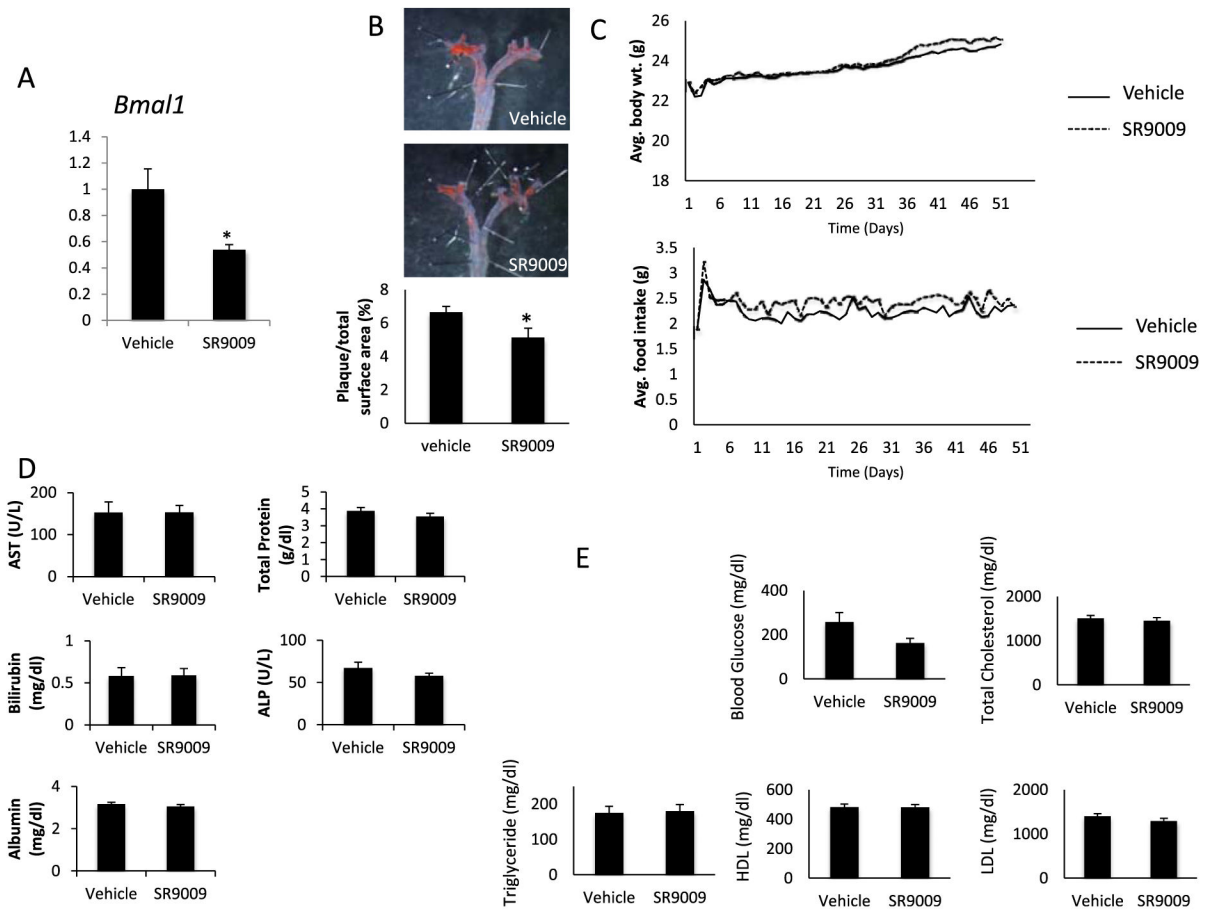 A
Bmal1
1.4
1.2
1
0.8
0.6
0.4
0.2
0
*
Vehicle SR9009
B
Vehicle
SR9009
Plaque/total
surface area (%)
8
6
4
2
0
*
vehicle SR9009
C
Avg. body wt. (g)
26
24
22
20
18
1 6 11 16 21 26 31 36 41 46 51
Time (Days)
Vehicle
SR9009
Avg. food intake (g)
3.5
3
2.5
2
1.5
1
0.5
0
1 6 11 16 21 26 31 36 41 46 51
Time (Days)
Vehicle
SR9009
D
AST (U/L)
200
100
0
Vehicle SR9009
Total Protein
(g/dl)
5
4
3
2
1
0
Vehicle SR9009
Bilirubin
(mg/dl)
1
0.5
0
Vehicle SR9009
ALP (U/L)
100
50
0
Vehicle SR9009
Albumin
(mg/dl)
4
2
0
Vehicle SR9009
E
Blood Glucose (mg/dl)
400
200
0
Vehicle SR9009
Total Cholesterol (mg/dl)
2000
1000
0
Vehicle SR9009
Triglyceride (mg/dl)
200
100
0
Vehicle SR9009
HDL (mg/dl)
600
400
200
0
Vehicle SR9009
LDL (mg/dl)
2000
1000
0
Vehicle SR9009